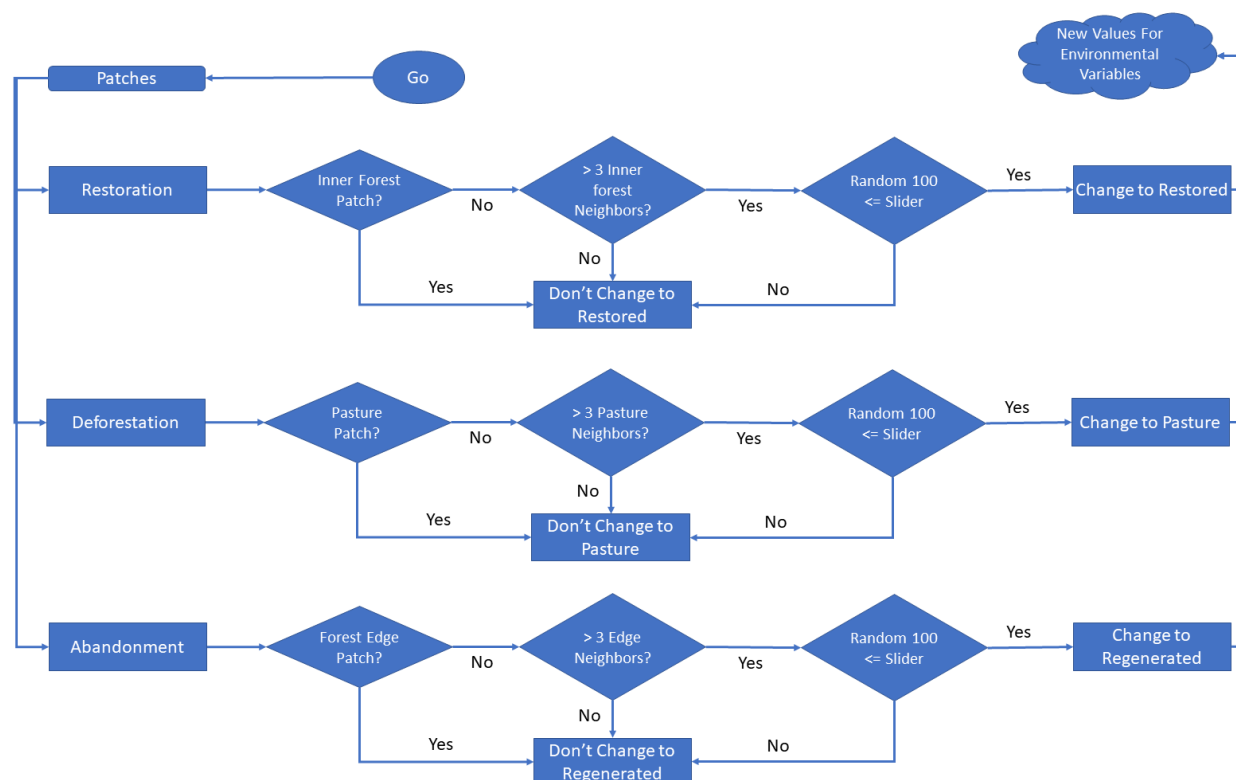 New Values For
Environmental
Variables
Patches
Go
Restoration
Inner Forest
Patch?
No
> 3 Inner
forest
Neighbors?
Yes
Random 100
<= Slider
Yes
Change to Restored
Yes
No
No
Don’t Change to
Restored
Deforestation
Pasture
Patch?
No
> 3 Pasture
Neighbors?
Yes
Random 100
<= Slider
Yes
Change to Pasture
Yes
No
No
Don’t Change to
Pasture
Abandonment
Forest Edge
Patch?
No
> 3 Edge
Neighbors?
Yes
Random 100
<= Slider
Yes
Change to
Regenerated
Yes
No
No
Don’t Change to
Regenerated